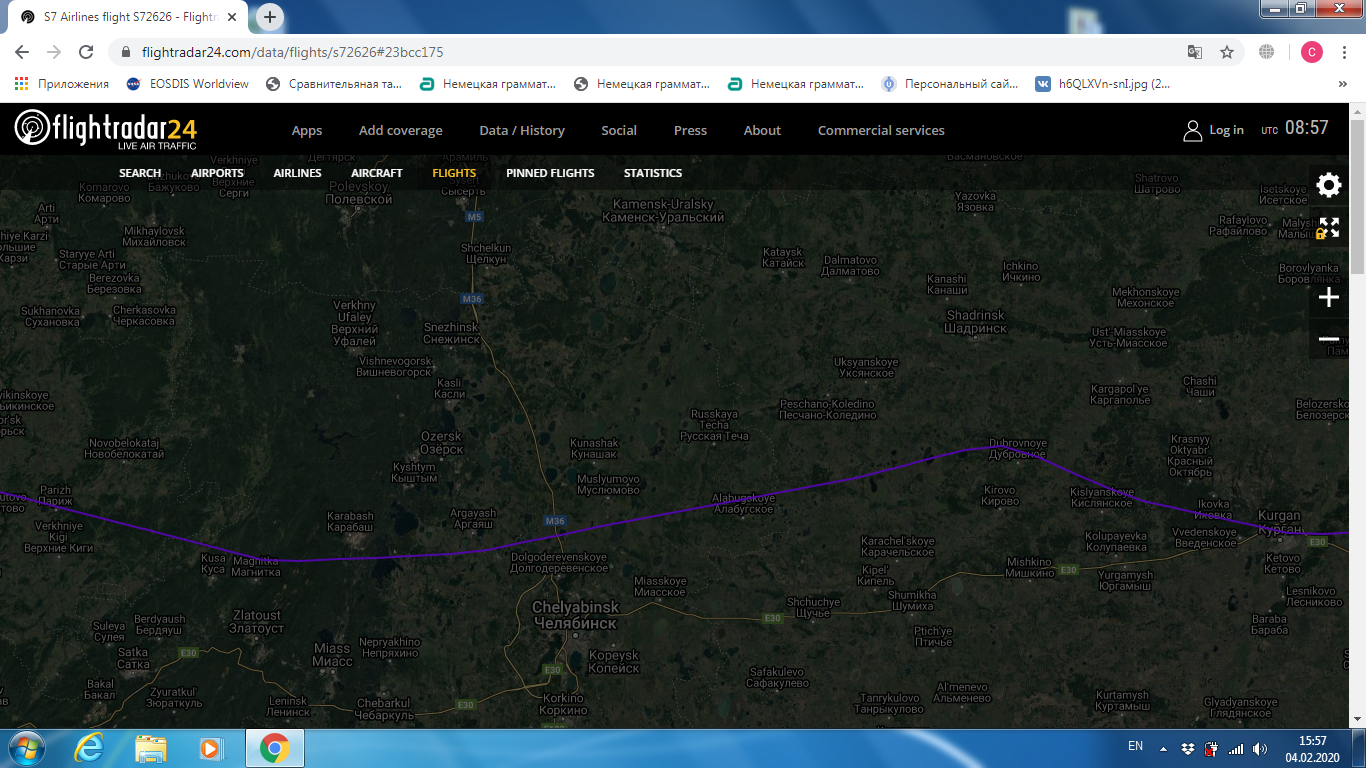 S7 Airlines flight S72626 - Flightr
flightradar24.com/data/flights/s72626#23bcc175
C
Приложения
EOSDIS Worldview
Сравнительная та...
Немецкая граммат...
Немецкая граммат...
Немецкая граммат...
Персональный сай...
h6QLXVn-snI.jpg (2...
flightradar24
LIVE AIR TRAFFIC
Apps
Add coverage
Data / History
Social
Press
About
Commercial services
Log in
UTC 08:57
SEARCH
AIRPORTS
AIRLINES
AIRCRAFT
FLIGHTS
PINNED FLIGHTS
STATISTICS
Дегтярск
Арамиль
Верхние
Серги
Бажуково
Komarovo
Комарово
Polevskoy
Полевской
Сысерть
Васмановское
Shatrovo
Шатрово
Isetskoye
Исетское
Yazovka
Язовка
Kamensk-Uralsky
Каменск-Уральский
Arti
Арти
M5
Rafaylovo
Рафайлово
Mikhaylovsk
Михайловск
Shchelkun
Щелкун
Staryye Arti
Старые Арти
Kataysk
Катайск
Dalmatovo
Далматово
Ichkino
Ичкино
Borovlyanka
Боровлянка
Berezovka
Березовка
Kanashi
Канаши
Mekhonskoye
Мехонское
M36
Sukhanovka
Сухановка
Cherkasovka
Черкасовка
Verkhny
Ufaley
Верхний
Уфалей
Shadrinsk
Шадринск
Snezhinsk
Снежинск
Ust'-Miasskoye
Усть-Миасское
Vishnevogorsk
Вишневогорск
Uksyanskoye
Уксянское
Kasli
Касли
Kargapol'ye
Каргаполье
Chashi
Чаши
Peschano-Koledino
Песчано-Коледино
Belozersko
Белозерск
Russkaya
Techa
Русская Теча
Ozersk
Озёрск
Novobelokataj
Новобелокатай
Kunashak
Кунашак
Dubrovnoye
Дубровное
Krasnyy
Oktyabr'
Красный
Октябрь
Kyshtym
Кыштым
Muslyumovo
Муслюмово
Parizh
Париж
Kirovo
Кирово
Kislyanskoye
Кислянское
Alabugskoye
Алабугское
Ikovka
Иковка
Karabash
Карабаш
Argayash
Аргаяш
M36
Kurgan
Курган
Verkhniye
Kigi
Верхние Киги
Vvedenskoye
Введенское
Kolupayevka
Колупаевка
Karachel'skoye
Карачельское
E30
Kusa
Куса
Magnitka
Магнитка
Dolgoderevenskoye
Долгодеревенское
Ketovo
Кетово
Mishkino
Мишкино
E30
Kipel'
Кипель
Yurgamysh
Юргамыш
Miasskoye
Миасское
Lesnikovo
Лесниково
Shumikha
Шумиха
Shchuchye
Щучье
Chelyabinsk
Челябинск
E30
Zlatoust
Златоуст
Berdyaush
Бердяуш
Suleya
Сулея
Baraba
Бараба
Ptich'ye
Птичье
Nepryakhino
Непряхино
Miass
Миасс
Satka
Сатка
E30
Kopeysk
Копейск
Safakulevo
Сафакулево
E30
Bakal
Бакал
Zyuratkul'
Зюраткуль
Al'menevo
Альменево
Leninsk
Ленинск
Chebarkul
Чебаркуль
E30
Korkino
Коркино
Tanrykulovo
Танрыкулово
Kurtamysh
Куртамыш
Glyadyanskoye
Глядянское
EN
15:57
04.02.2020